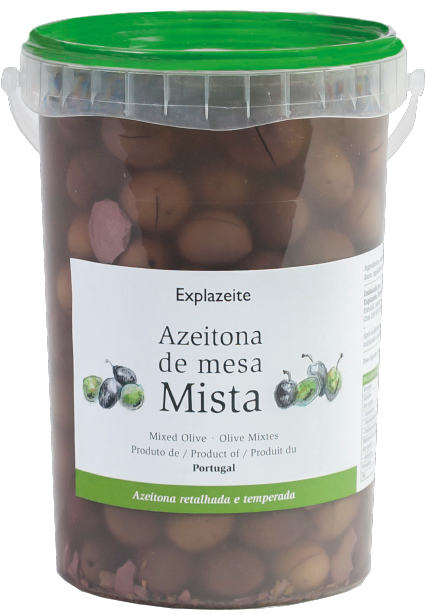 Explazeite
Azeitona
de mesa
Mista
Mixed Olive · Olive Mixtes
Produto de / Product of / Produit du
Portugal
Azeitona retalhada e temperada